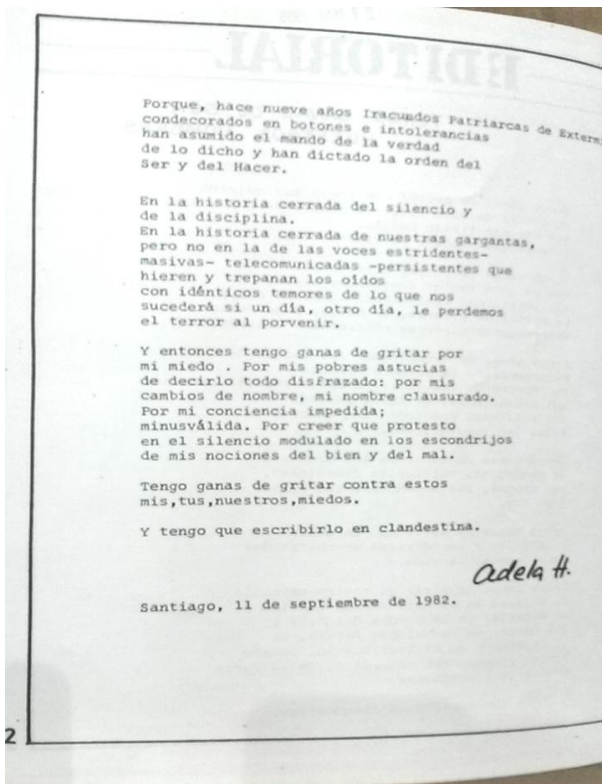 EDITORIAL
Porque, hace nueve años Iracundos Patriarcas de Exterm
condecorados en botones e intolerancias
han asumido el mando de la verdad
de lo dicho y han dictado la orden del
Ser y del Hacer.
En la historia cerrada del silencio y
de la disciplina.
En la historia cerrada de nuestras gargantas,
pero no en la de las voces estridentes-
masivas- telecomunicadas -persistentes que
hieren y trepanan los oídos
con idénticos temores de lo que nos
sucederá si un día, otro día, le perdemos
el terror al porvenir.
Y entonces tengo ganas de gritar por
mi miedo . Por mis pobres astucias
de decirlo todo disfrazado: por mis
cambios de nombre, mi nombre clausurado.
Por mi conciencia impedida;
minusválida. Por creer que protesto
en el silencio modulado en los escondrijos
de mis nociones del bien y del mal.
Tengo ganas de gritar contra estos
mis,tus,nuestros,miedos.
Y tengo que escribirlo en clandestina.
adela H.
Santiago, 11 de septiembre de 1982.
2